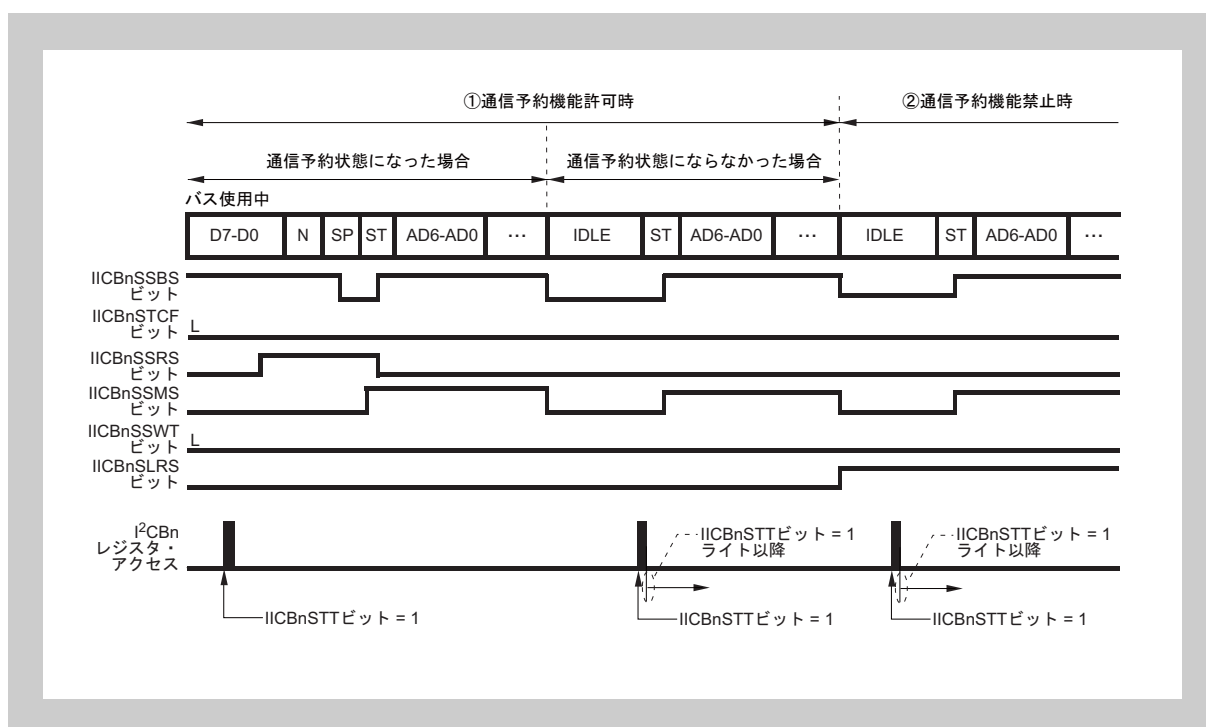 ①通信予約機能許可時
②通信予約機能禁止時
通信予約状態になった場合
通信予約状態にならなかった場合
バス使用中
D7-D0 N SP ST AD6-AD0 … IDLE ST AD6-AD0 … IDLE ST AD6-AD0 …
IICBnSSBS
ビット
IICBnSTCF
ビット L
IICBnSSRS
ビット
IICBnSSMS
ビット
IICBnSSWT
ビット L
IICBnSLRS
ビット
I²CBn
レジスタ・
アクセス
IICBnSTTビット = 1
ライト以降
IICBnSTTビット = 1
ライト以降
IICBnSTTビット = 1
IICBnSTTビット = 1
IICBnSTTビット = 1